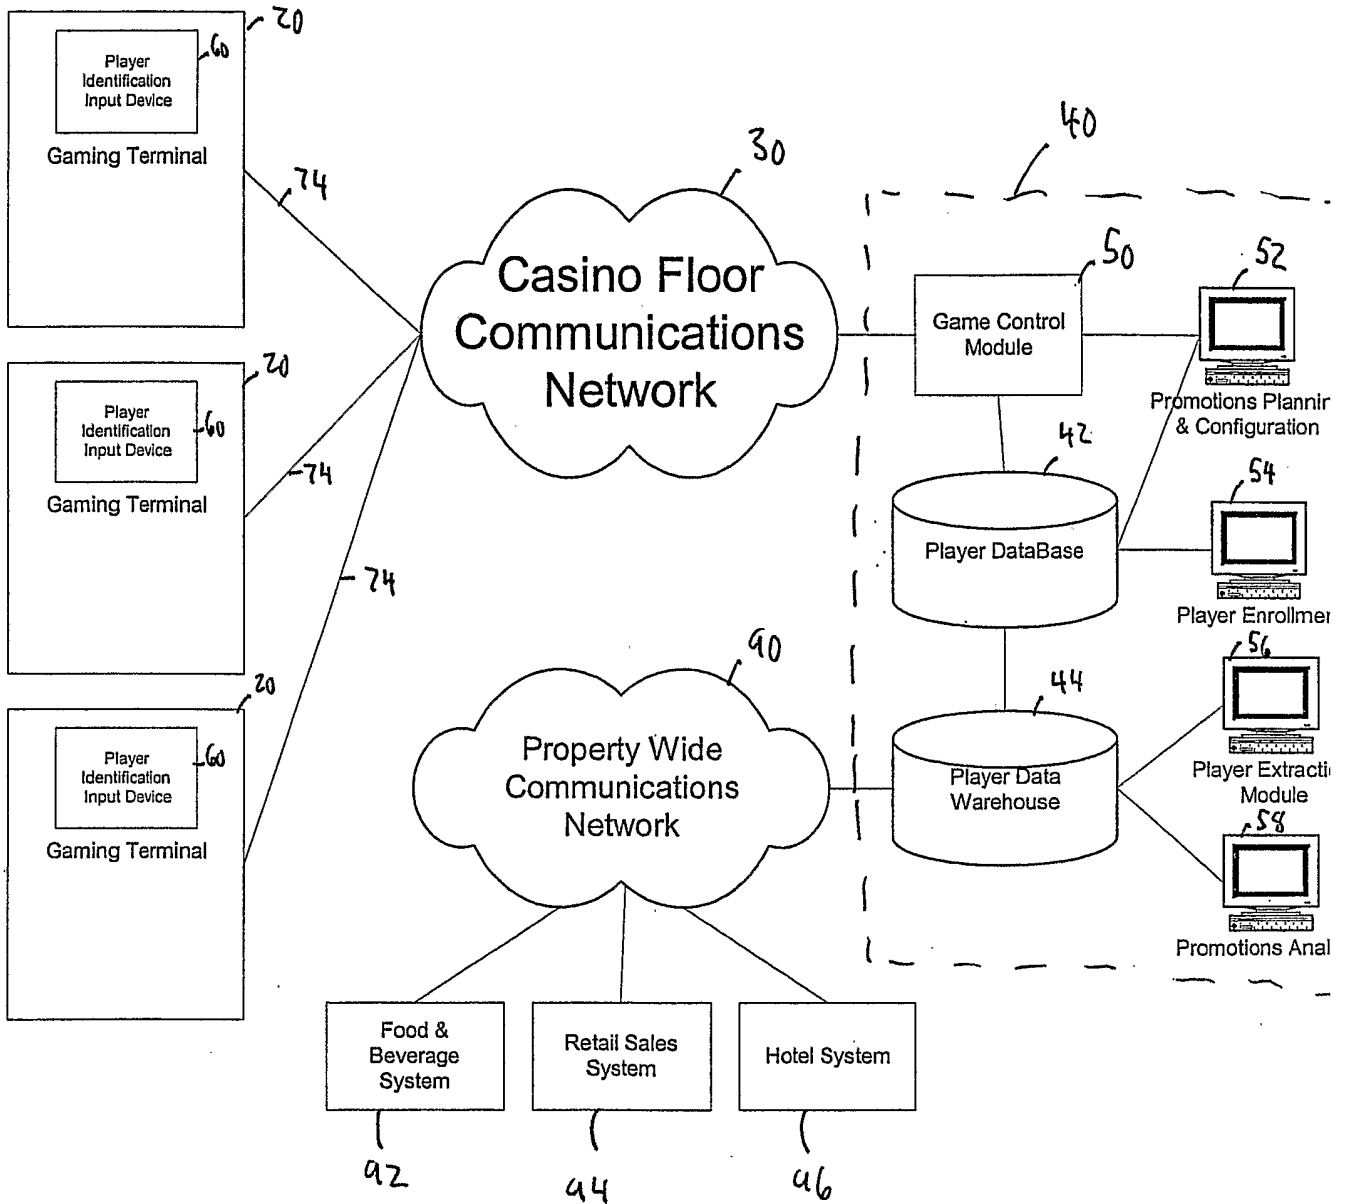 20
60
Player
Identification
Input Device
Gaming Terminal
74
20
Player
Identification
Input Device
60
Gaming Terminal
74
74
20
Player
Identification
Input Device
60
Gaming Terminal
30
Casino Floor
Communications
Network
40
50
Game Control
Module
52
Promotions Plannin
& Configuration
42
Player DataBase
54
Player Enrollmer
90
Property Wide
Communications
Network
44
Player Data
Warehouse
56
Player Extracti
Module
58
Promotions Anal
Food &
Beverage
System
92
Retail Sales
System
94
Hotel System
96